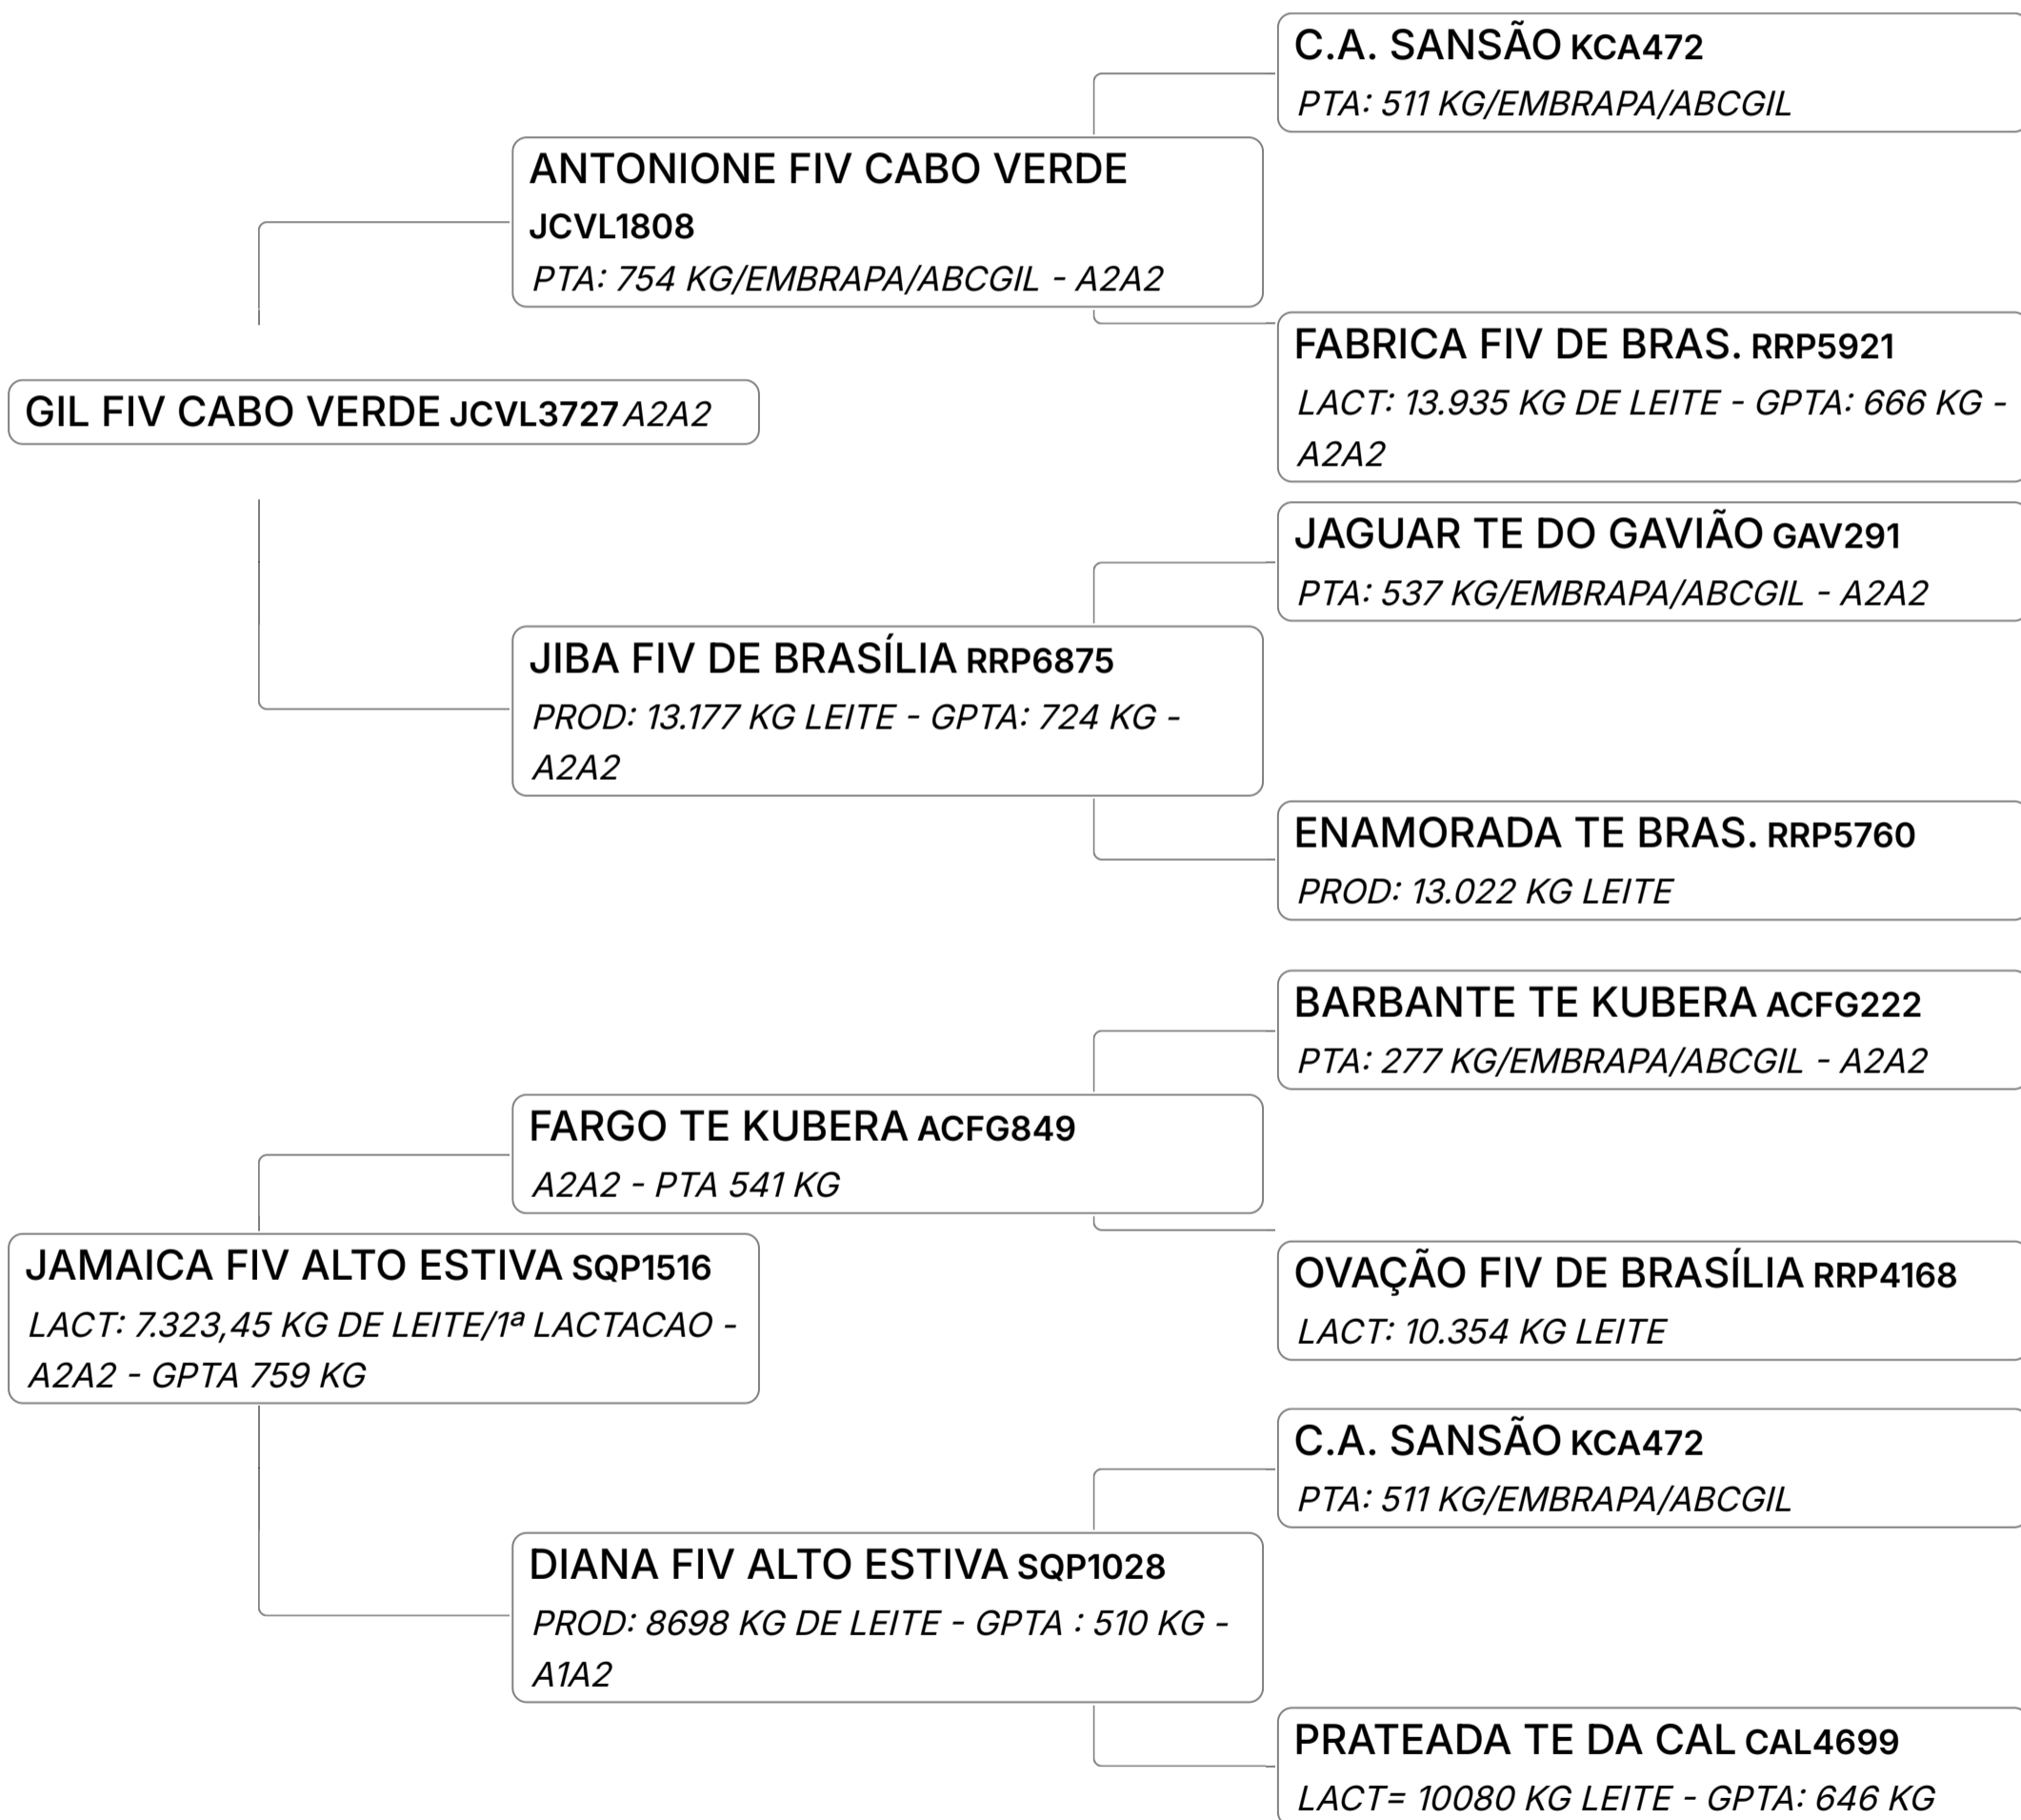 C.A. SANSÃO KCA472
PTA: 511 KG/EMBRAPA/ABCGIL
ANTONIONE FIV CABO VERDE
JCVL1808
PTA: 754 KG/EMBRAPA/ABCGIL - A2A2
FABRICA FIV DE BRAS. RRP5921
LACT: 13.935 KG DE LEITE - GPTA: 666 KG -
A2A2
GIL FIV CABO VERDE JCVL3727 A2A2
JAGUAR TE DO GAVIÃO GAV291
PTA: 537 KG/EMBRAPA/ABCGIL - A2A2
JIBA FIV DE BRASÍLIA RRP6875
PROD: 13.177 KG LEITE - GPTA: 724 KG -
A2A2
ENAMORADA TE BRAS. RRP5760
PROD: 13.022 KG LEITE
BARBANTE TE KUBERA ACFG222
PTA: 277 KG/EMBRAPA/ABCGIL - A2A2
FARGO TE KUBERA ACFG849
A2A2 - PTA 541 KG
OVAÇÃO FIV DE BRASÍLIA RRP4168
LACT: 10.354 KG LEITE
JAMAICA FIV ALTO ESTIVA SQP1516
LACT: 7.323,45 KG DE LEITE/1ª LACTACAO -
A2A2 - GPTA 759 KG
C.A. SANSÃO KCA472
PTA: 511 KG/EMBRAPA/ABCGIL
DIANA FIV ALTO ESTIVA SQP1028
PROD: 8698 KG DE LEITE - GPTA : 510 KG -
A1A2
PRATEADA TE DA CAL CAL4699
LACT= 10080 KG LEITE - GPTA: 646 KG